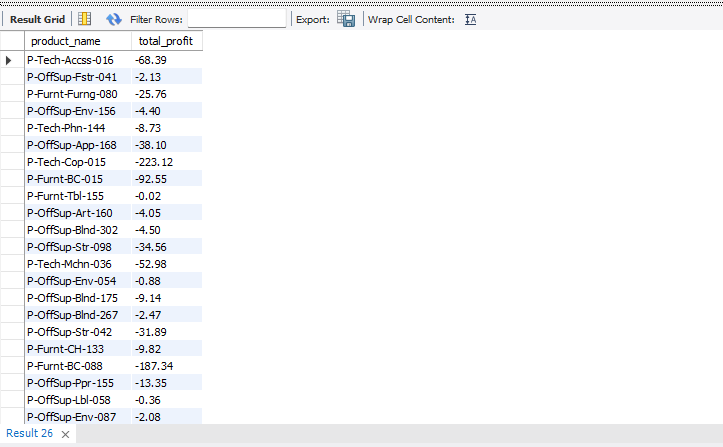 Result Grid Filter Rows: Export: Wrap Cell Content:
product_name total_profit
P-Tech-Accss-016 -68.39
P-OffSup-Fstr-041 -2.13
P-Furnt-Furng-080 -25.76
P-OffSup-Env-156 -4.40
P-Tech-Phn-144 -8.73
P-OffSup-App-168 -38.10
P-Tech-Cop-015 -223.12
P-Furnt-BC-015 -92.55
P-Furnt-Tbl-155 -0.02
P-OffSup-Art-160 -4.05
P-OffSup-Blnd-302 -4.50
P-OffSup-Str-098 -34.56
P-Tech-Mchn-036 -52.98
P-OffSup-Env-054 -0.88
P-OffSup-Blnd-175 -9.14
P-OffSup-Blnd-267 -2.47
P-OffSup-Str-042 -31.89
P-Furnt-CH-133 -9.82
P-Furnt-BC-088 -187.34
P-OffSup-Ppr-155 -13.35
P-OffSup-Lbl-058 -0.36
P-OffSup-Env-087 -2.08
Result 26